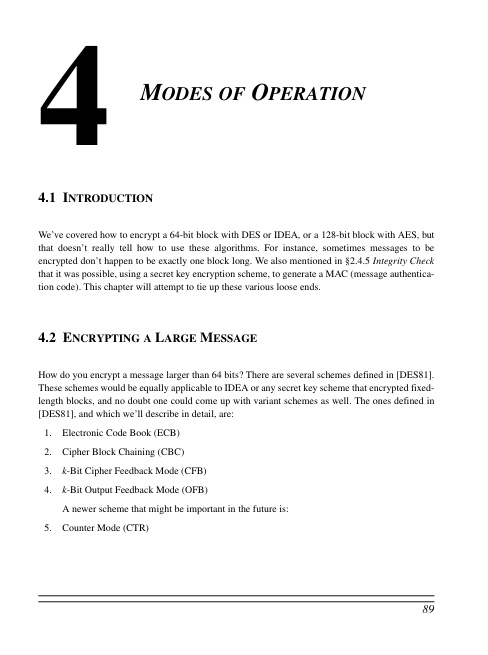 4
MODES OF OPERATION
4.1 INTRODUCTION
We've covered how to encrypt a 64-bit block with DES or IDEA, or a 128-bit block with AES, but
that doesn't really tell how to use these algorithms. For instance, sometimes messages to be
encrypted don't happen to be exactly one block long. We also mentioned in §2.4.5 Integrity Check
that it was possible, using a secret key encryption scheme, to generate a MAC (message authentica-
tion code). This chapter will attempt to tie up these various loose ends.
4.2 ENCRYPTING A LARGE MESSAGE
How do you encrypt a message larger than 64 bits? There are several schemes defined in [DES81].
These schemes would be equally applicable to IDEA or any secret key scheme that encrypted fixed-
length blocks, and no doubt one could come up with variant schemes as well. The ones defined in
[DES81], and which we'll describe in detail, are:
1. Electronic Code Book (ECB)
2. Cipher Block Chaining (CBC)
3. k-Bit Cipher Feedback Mode (CFB)
4. k-Bit Output Feedback Mode (OFB)
A newer scheme that might be important in the future is:
5. Counter Mode (CTR)
89